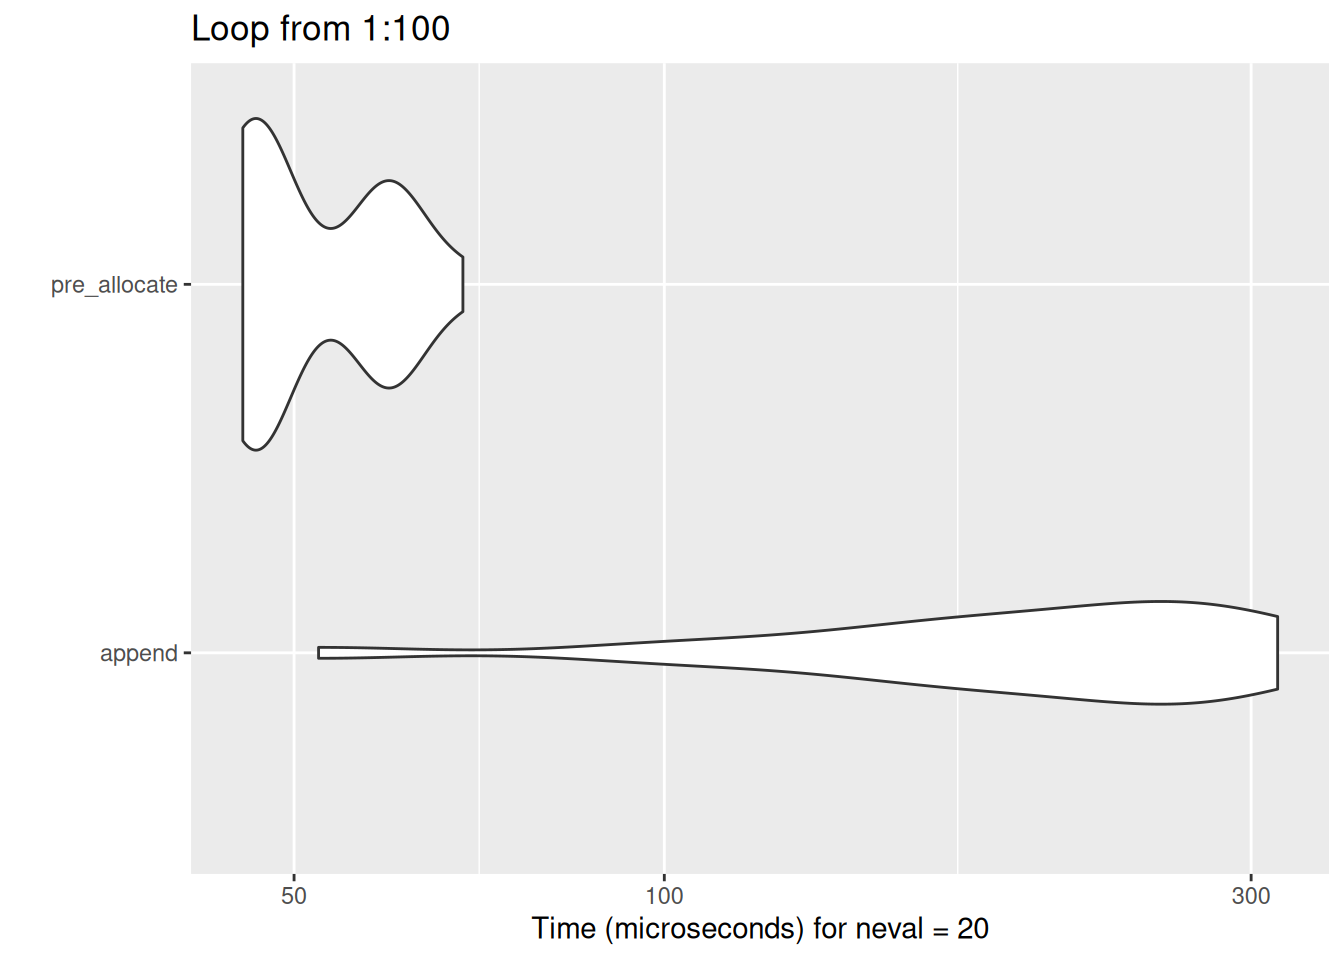 Loop from 1:100
pre_allocate
append
50
100
300
Time (microseconds) for neval = 20